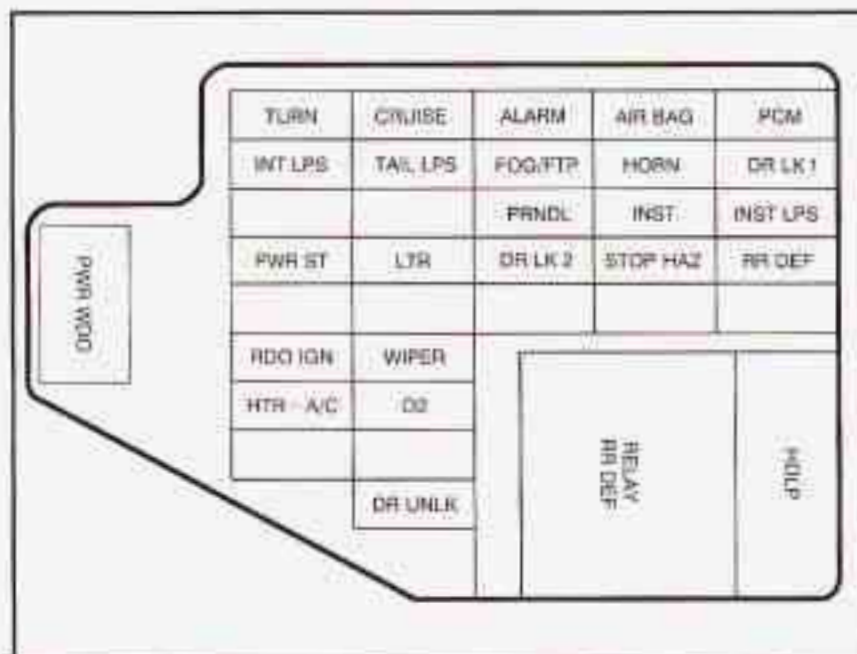 TURN CRUISE ALARM AIR BAG PCM
INT LPS TAIL LPS FOG/FTP HORN DR LK 1
PRNDL INST INST LPS
PWR WDO
PWR ST LTR DR LK 2 STOP HAZ RR DEF
RDO IGN WIPER
HTR - A/C O2
RELAY
RR DEF
HDLP
DR UNLK